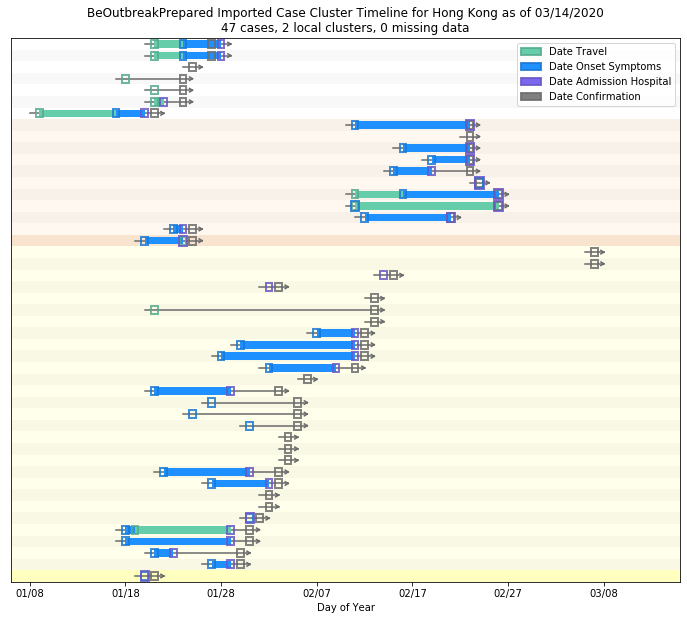 BeOutbreakPrepared Imported Case Cluster Timeline for Hong Kong as of 03/14/2020
47 cases, 2 local clusters, 0 missing data
Date Travel
Date Onset Symptoms
Date Admission Hospital
Date Confirmation
01/08 01/18 01/28 02/07 02/17 02/27 03/08
Day of Year